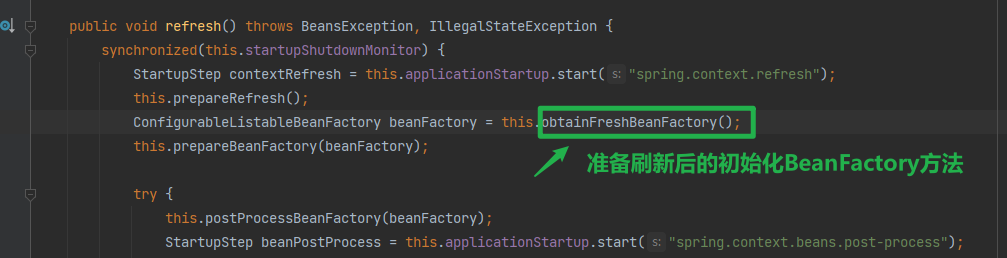 public void refresh() throws BeansException, IllegalStateException {
synchronized(this.startupShutdownMonitor) {
StartupStep contextRefresh = this.applicationStartup.start( s: "spring.context.refresh");
this.prepareRefresh();
ConfigurableListableBeanFactory beanFactory = this.obtainFreshBeanFactory();
this.prepareBeanFactory(beanFactory);
准备刷新后的初始化BeanFactory方法
try {
this.postProcessBeanFactory(beanFactory);
StartupStep beanPostProcess = this.applicationStartup.start( s: "spring.context.beans.post-process");